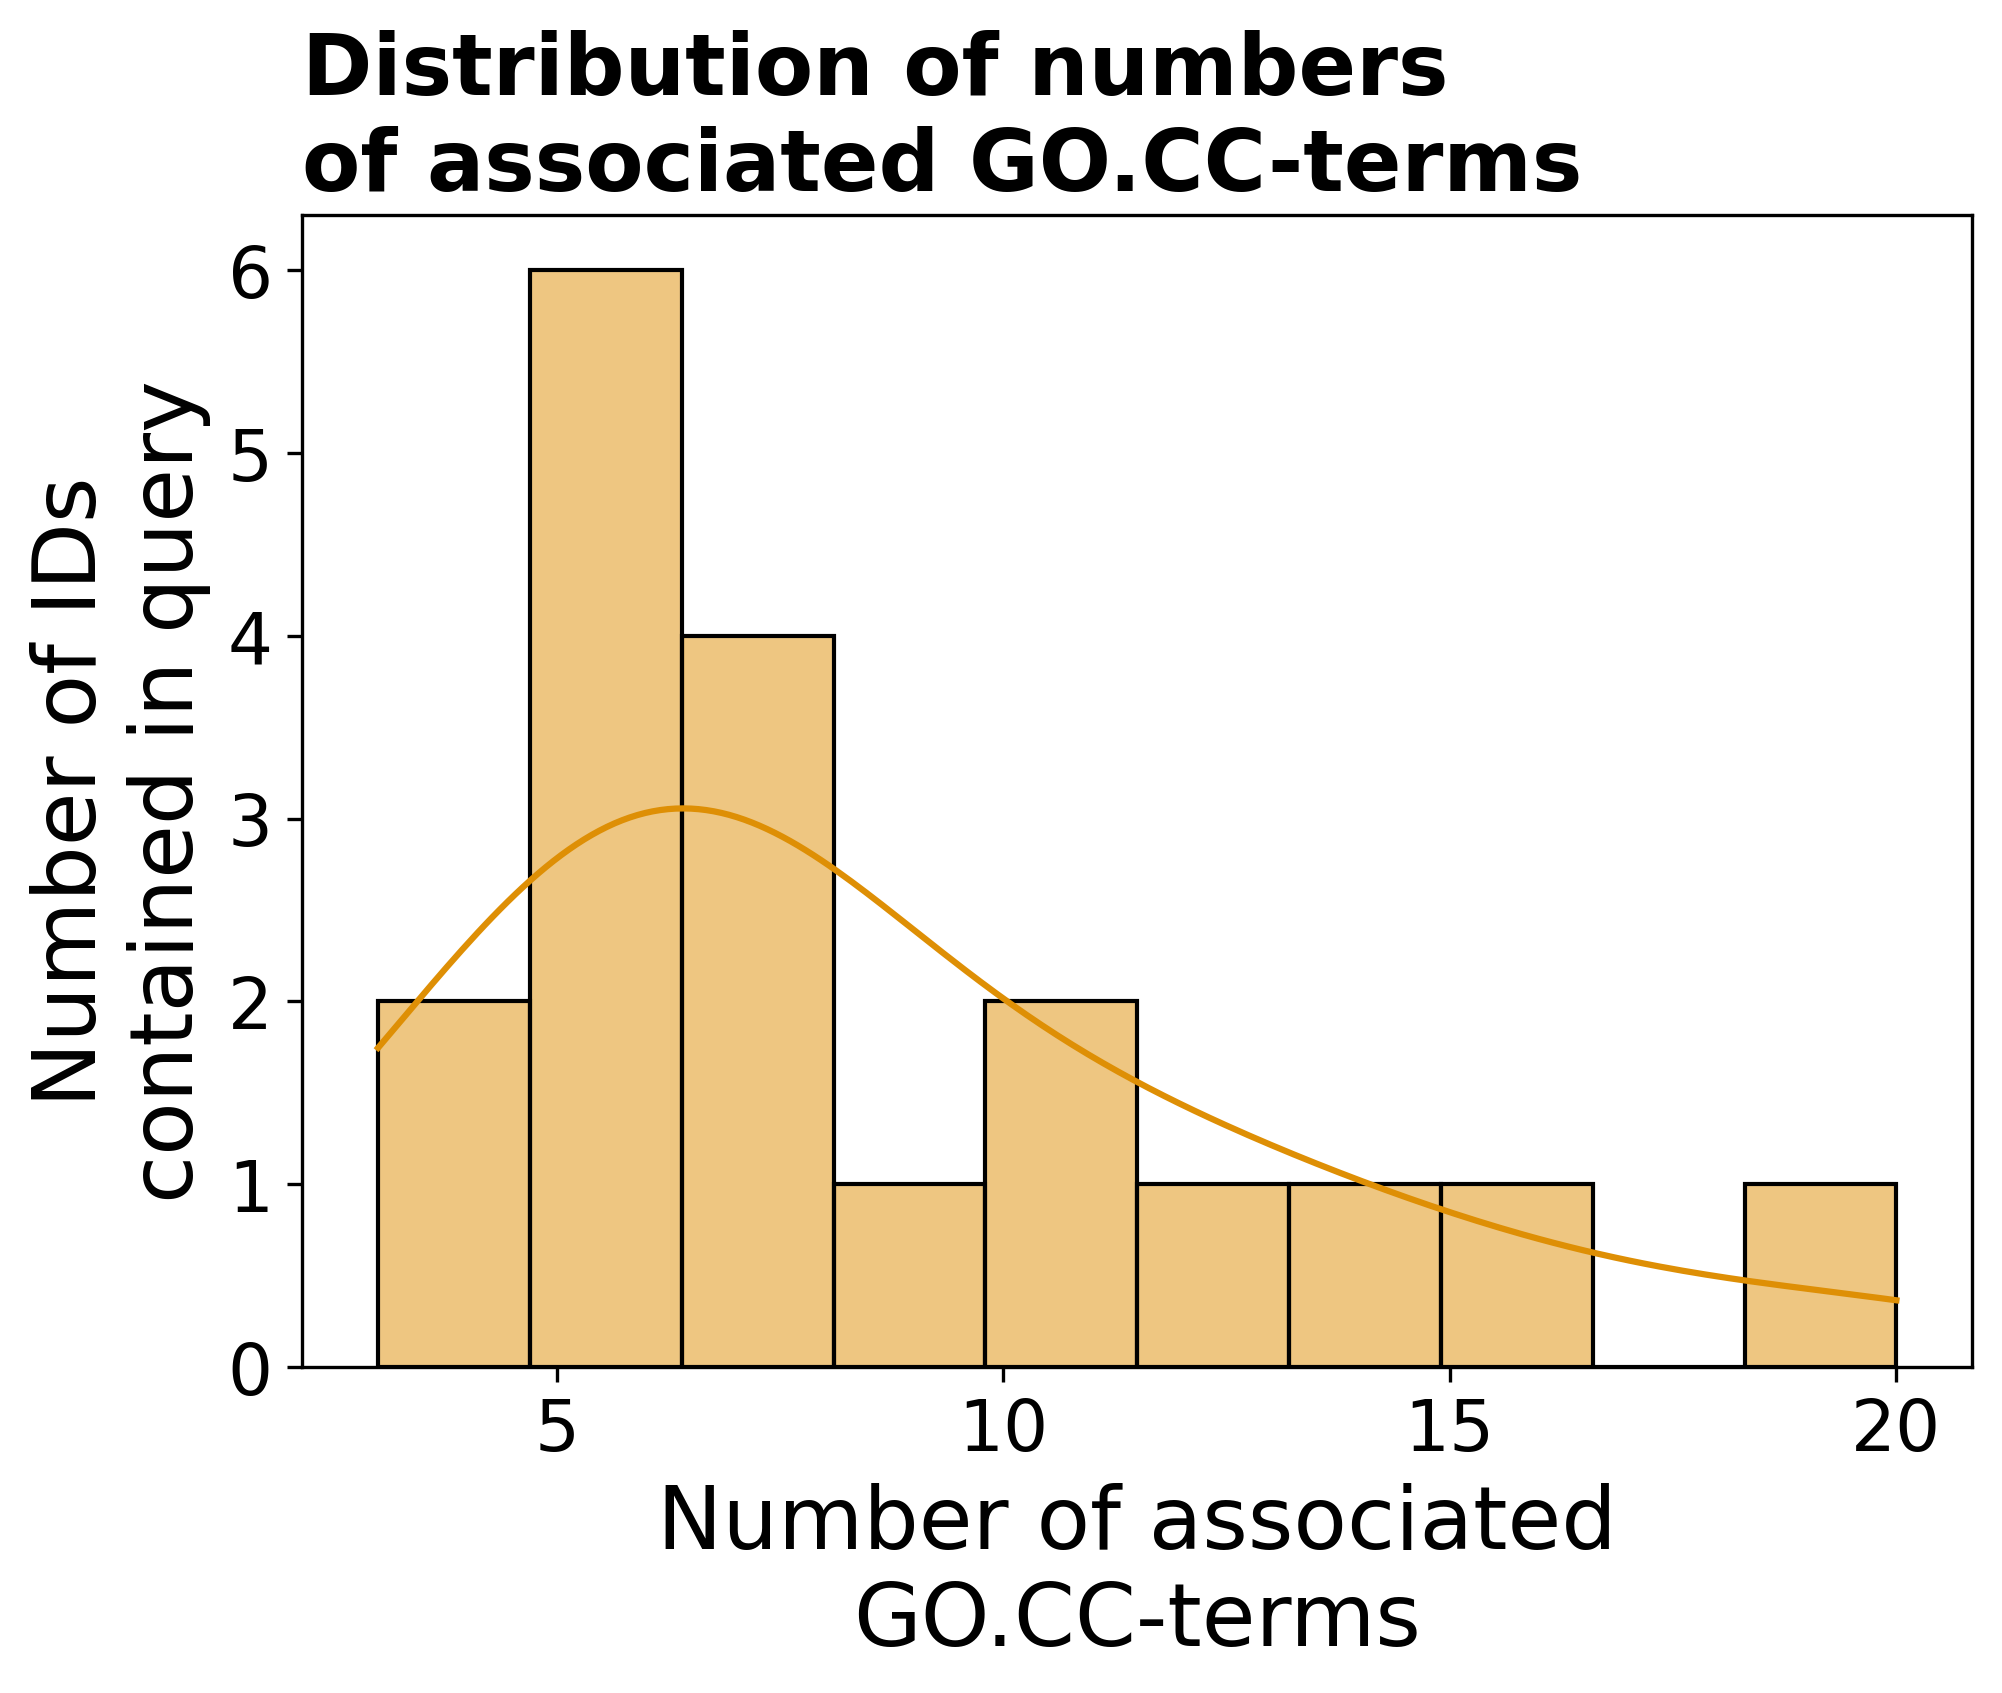 Distribution of numbers
of associated GO.CC-terms
Number of IDs
contained in query
6
5
4
3
2
1
0
5
10
15
20
Number of associated
GO.CC-terms